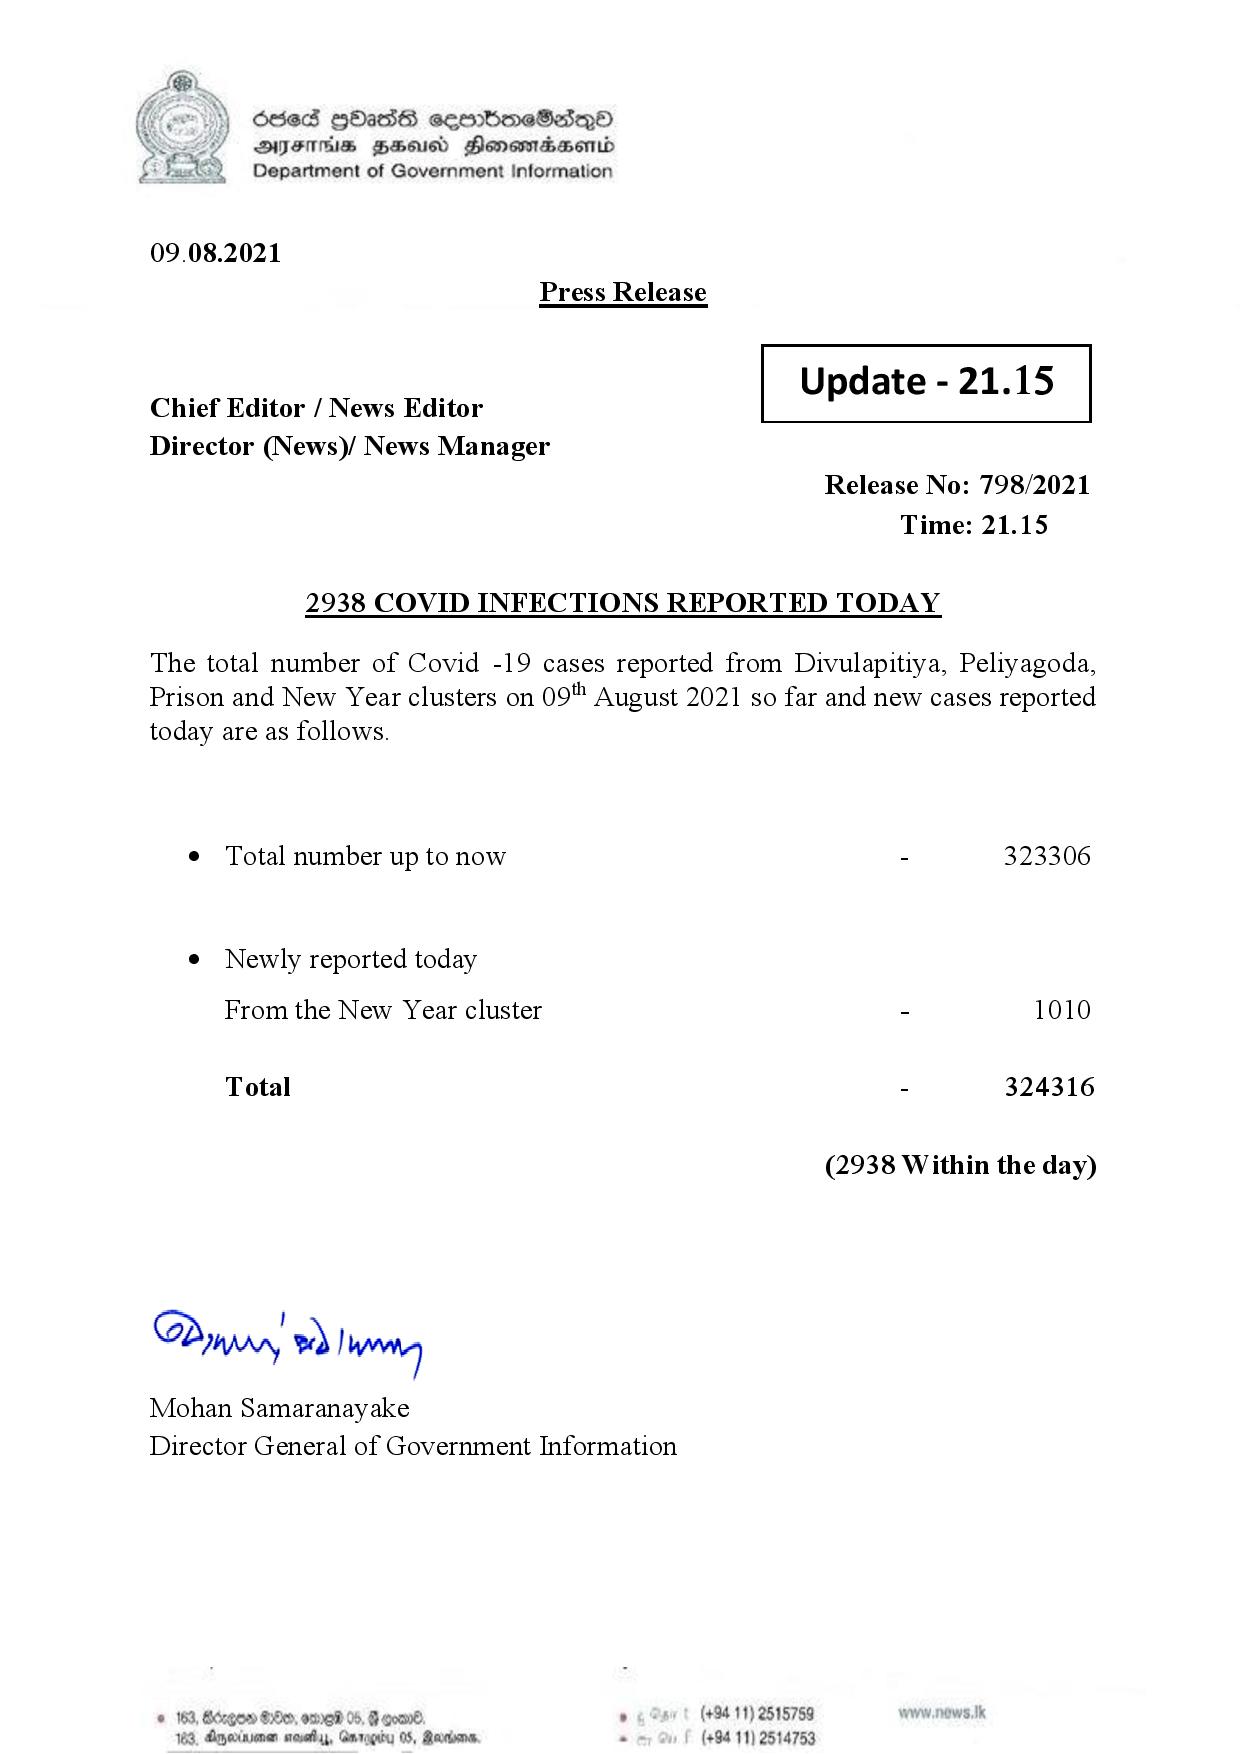 රජයේ ප්‍රවෘත්ති දෙපාර්තමේන්තුව
அரசாங்க தகவல் திணைக்களம்
Department of Government Information
09.08.2021
Press Release
Update - 21.15
Chief Editor / News Editor
Director (News)/ News Manager
Release No: 798/2021
Time: 21.15
2938 COVID INFECTIONS REPORTED TODAY
The total number of Covid -19 cases reported from Divulapitiya, Peliyagoda,
Prison and New Year clusters on 09th August 2021 so far and new cases reported
today are as follows.
• Total number up to now - 323306
• Newly reported today
From the New Year cluster - 1010
Total - 324316
(2938 Within the day)
Mohan Samaranayake
Director General of Government Information
163, කිරුලපන මාවත, කොළඹ 05, ශ්‍රී ලංකාව.
163, கிருலப்பனை எவனியூ, கொழும்பு 05, இலங்கை.
(+94 11) 2515759
(+94 11) 2514753
www.news.lk